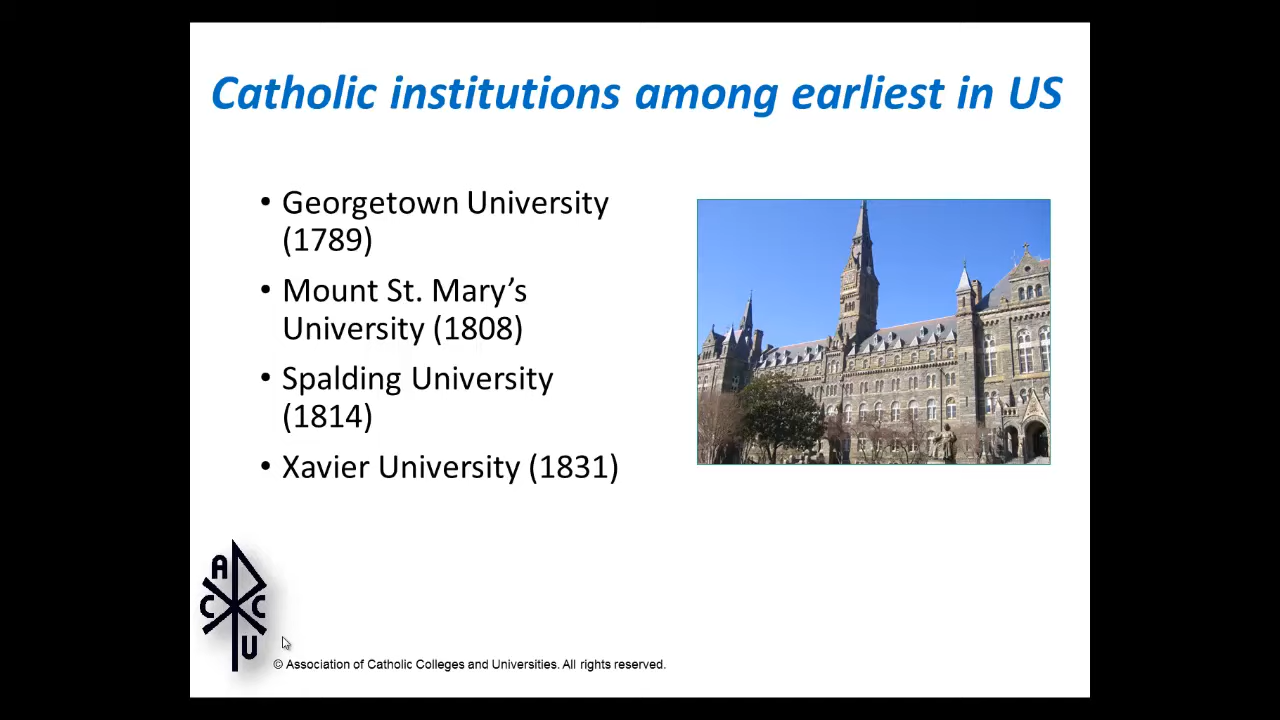 Catholic institutions among earliest in US
• Georgetown University
(1789)
• Mount St. Mary’s
University (1808)
• Spalding University
(1814)
• Xavier University (1831)
A
C C
U
© Association of Catholic Colleges and Universities. All rights reserved.